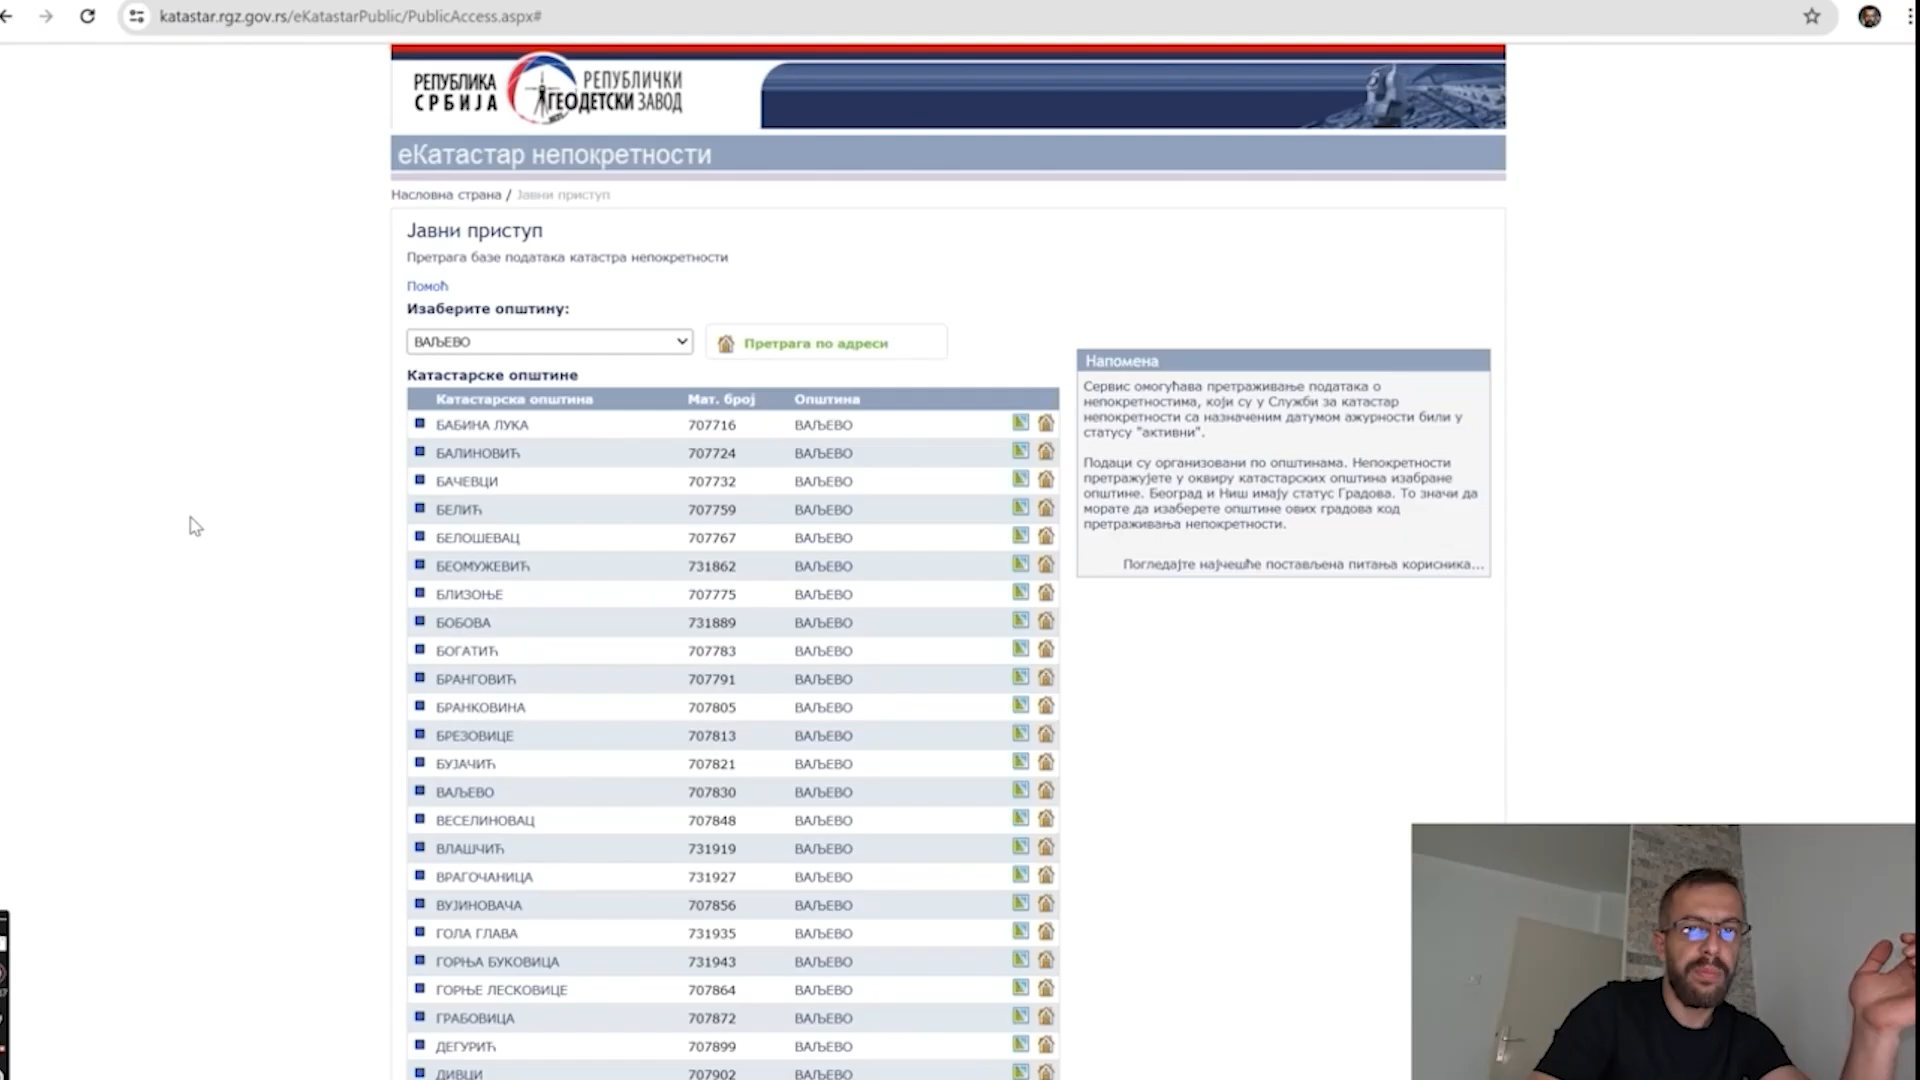 katastar.rgz.gov.rs/eKatastarPublic/PublicAccess.aspx#
РЕПУБЛИКА
СРБИЈА
РЕПУБЛИЧКИ
ГЕОДЕТСКИ ЗАВОД
еКатастар непокретности
Насловна страна / Јавни приступ
Јавни приступ
Претрага базе података катастра непокретности
Помоћ
Изаберите општину:
ВАЉЕВО
Претрага по адреси
Катастарске општине
Катастарска општина Мат. број Општина
БАБИНА ЛУКА 707716 ВАЉЕВО
БАЛИНОВИЋ 707724 ВАЉЕВО
БАЧЕВЦИ 707732 ВАЉЕВО
БЕЛИЋ 707759 ВАЉЕВО
БЕЛОШЕВАЦ 707767 ВАЉЕВО
БЕОМУЖЕВИЋ 731862 ВАЉЕВО
БЛИЗОЊЕ 707775 ВАЉЕВО
БОБОВА 731889 ВАЉЕВО
БОГАТИЋ 707783 ВАЉЕВО
БРАНГОВИЋ 707791 ВАЉЕВО
БРАНКОВИНА 707805 ВАЉЕВО
БРЕЗОВИЦЕ 707813 ВАЉЕВО
БУЈАЧИЋ 707821 ВАЉЕВО
ВАЉЕВО 707830 ВАЉЕВО
ВЕСЕЛИНОВАЦ 707848 ВАЉЕВО
ВЛАШЧИЋ 731919 ВАЉЕВО
ВРАГОЧАНИЦА 731927 ВАЉЕВО
ВУЈИНОВАЧА 707856 ВАЉЕВО
ГОЛА ГЛАВА 731935 ВАЉЕВО
ГОРЊА БУКОВИЦА 731943 ВАЉЕВО
ГОРЊЕ ЛЕСКОВИЦЕ 707864 ВАЉЕВО
ГРАБОВИЦА 707872 ВАЉЕВО
ДЕГУРИЋ 707899 ВАЉЕВО
ДИВЦИ 707902 ВАЉЕВО
Напомена
Сервис омогућава претраживање података о
непокретностима, који су у Служби за катастар
непокретности са назначеним датумом ажурности били у
статусу "активни".
Подаци су организовани по општинама. Непокретности
претражујете у оквиру катастарских општина изабране
општине. Београд и Ниш имају статус Градова. То значи да
морате да изаберете општине ових градова код
претраживања непокретности.
Погледајте најчешће постављена питања корисника...